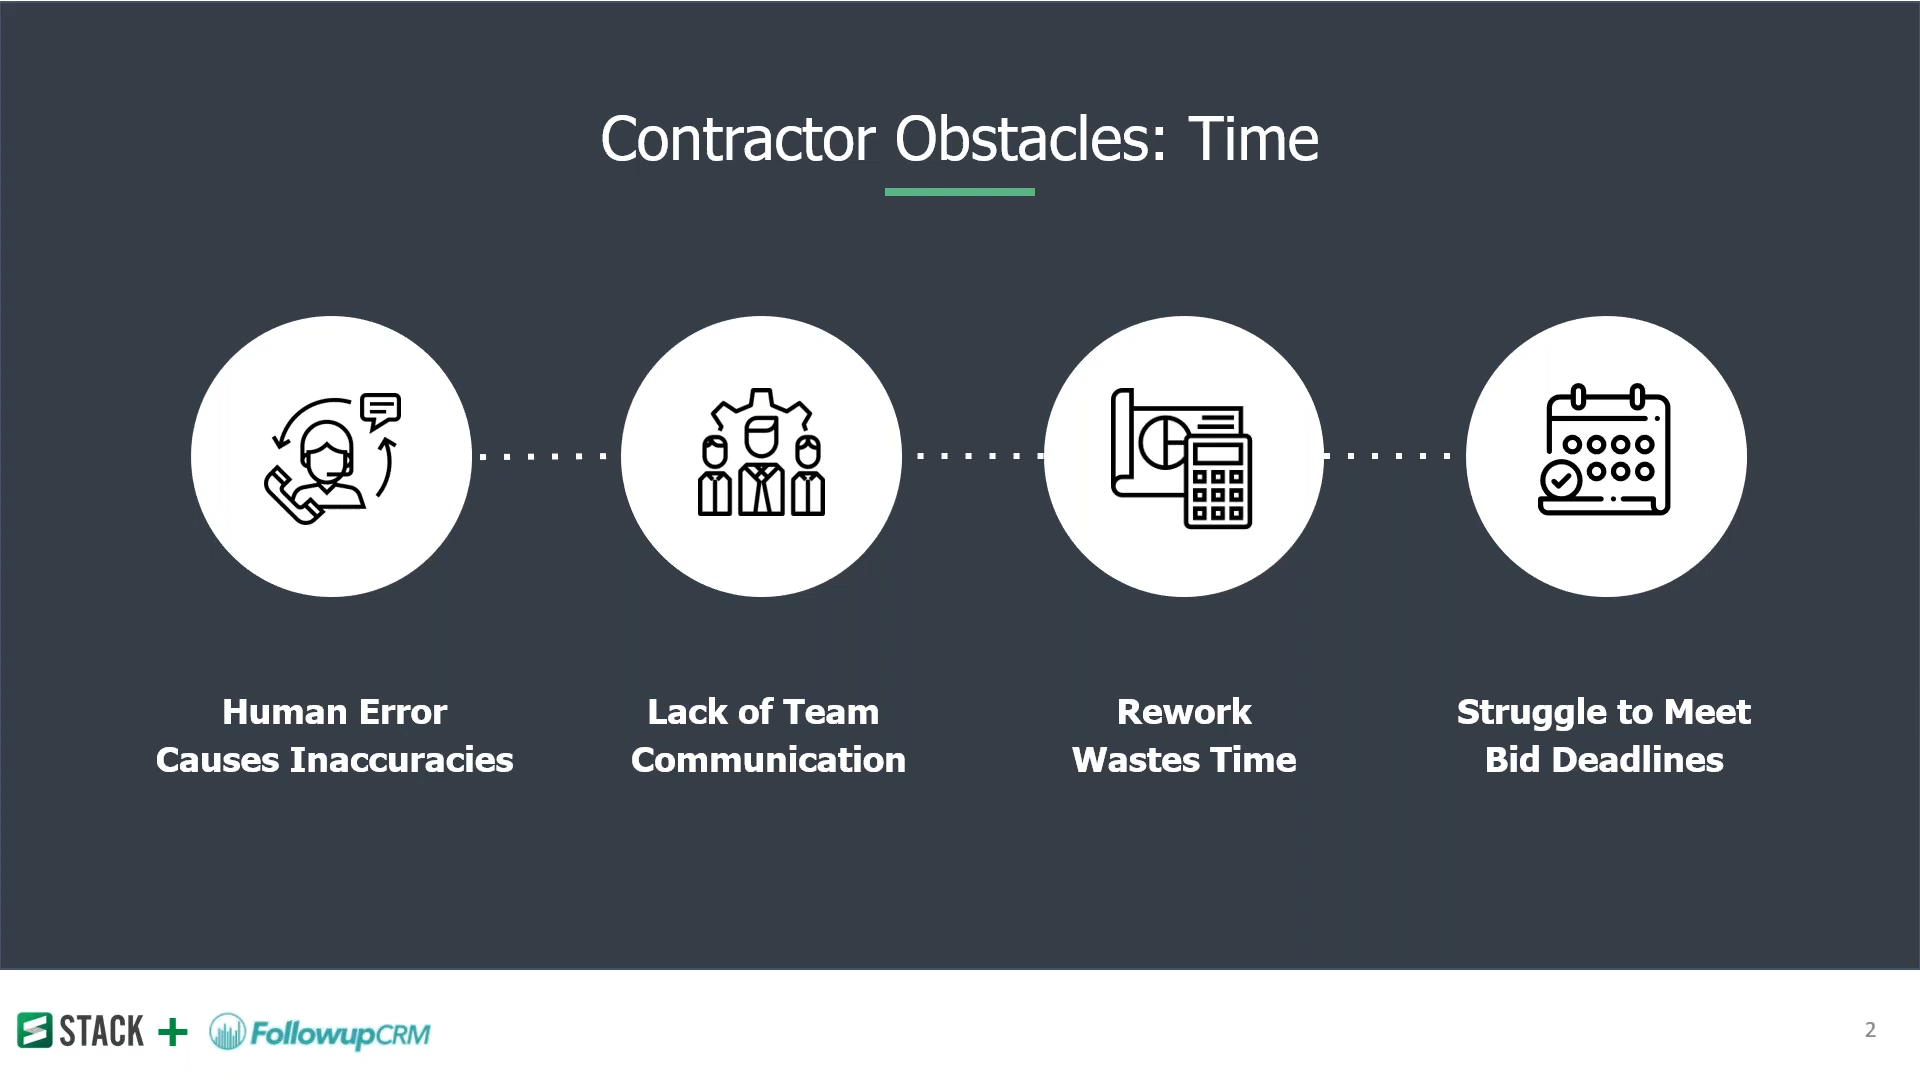 Contractor Obstacles: Time
Human Error
Causes Inaccuracies
Lack of Team
Communication
Rework
Wastes Time
Struggle to Meet
Bid Deadlines
STACK + FollowupCRM
2